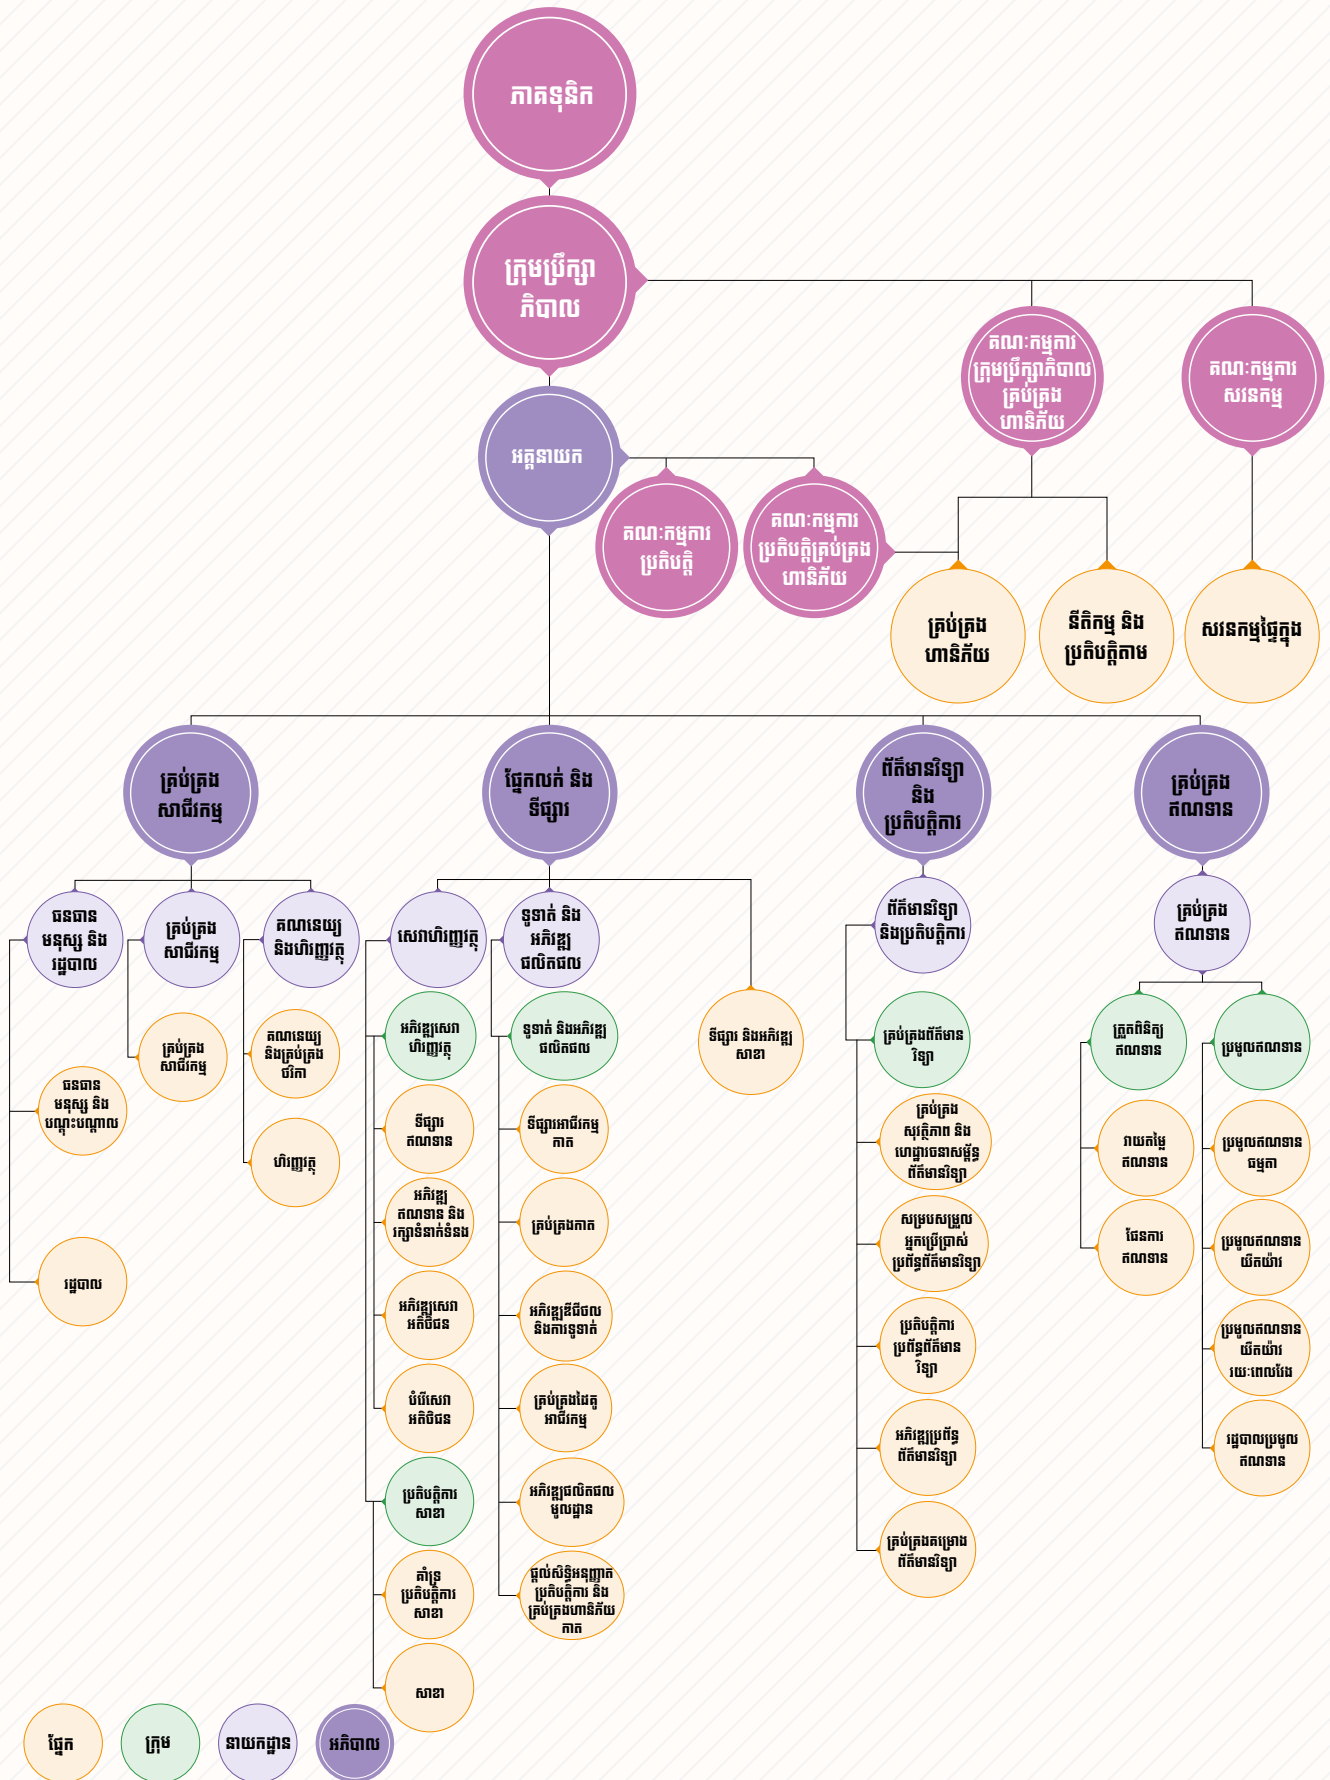 ភាគទុនិក
ក្រុមប្រឹក្សា
ភិបាល
គណៈកម្មការ
ក្រុមប្រឹក្សាភិបាល
គ្រប់គ្រង
ហានិភ័យ
គណៈកម្មការ
សវនកម្ម
អគ្គនាយក
គណៈកម្មការ
ប្រតិបត្តិ
គណៈកម្មការ
ប្រតិបត្តិគ្រប់គ្រង
ហានិភ័យ
គ្រប់គ្រង
ហានិភ័យ
នីតិកម្ម និង
ប្រតិបត្តិតាម
សវនកម្មផ្ទៃក្នុង
គ្រប់គ្រង
សាជីវកម្ម
ផ្នែកលក់ និង
ទីផ្សារ
ព័ត៌មានវិទ្យា
និង
ប្រតិបត្តិការ
គ្រប់គ្រង
ឥណទាន
ធនធាន
មនុស្ស និង
រដ្ឋបាល
គ្រប់គ្រង
សាជីវកម្ម
គណនេយ្យ
និងហិរញ្ញវត្ថុ
សេវាហិរញ្ញវត្ថុ
ទូទាត់ និង
អភិវឌ្ឍ
ផលិតផល
ព័ត៌មានវិទ្យា
និងប្រតិបត្តិការ
គ្រប់គ្រង
ឥណទាន
ធនធាន
មនុស្ស និង
បណ្តុះបណ្តាល
រដ្ឋបាល
គ្រប់គ្រង
សាជីវកម្ម
គណនេយ្យ
និងគ្រប់គ្រង
ថវិកា
ហិរញ្ញវត្ថុ
អភិវឌ្ឍសេវា
ហិរញ្ញវត្ថុ
ទីផ្សារ
ឥណទាន
អភិវឌ្ឍ
ឥណទាន និង
រក្សាទំនាក់ទំនង
អភិវឌ្ឍសេវា
អតិថិជន
បំរើសេវា
អតិថិជន
ប្រតិបត្តិការ
សាខា
គាំទ្រ
ប្រតិបត្តិការ
សាខា
សាខា
ទូទាត់ និងអភិវឌ្ឍ
ផលិតផល
ទីផ្សារអាជីវកម្ម
កាត
គ្រប់គ្រងកាត
អភិវឌ្ឍឌីជីថល
និងការទូទាត់
គ្រប់គ្រងដៃគូ
អាជីវកម្ម
អភិវឌ្ឍផលិតផល
មូលដ្ឋាន
ផ្តល់សិទ្ធិអនុញ្ញាត
ប្រតិបត្តិការ និង
គ្រប់គ្រងហានិភ័យ
កាត
ទីផ្សារ និងអភិវឌ្ឍ
សាខា
គ្រប់គ្រងព័ត៌មាន
វិទ្យា
គ្រប់គ្រង
សុវត្ថិភាព និង
ហេដ្ឋារចនាសម្ព័ន្ធ
ព័ត៌មានវិទ្យា
សម្របសម្រួល
អ្នកប្រើប្រាស់
ប្រព័ន្ធព័ត៌មានវិទ្យា
ប្រតិបត្តិការ
ប្រព័ន្ធព័ត៌មាន
វិទ្យា
អភិវឌ្ឍប្រព័ន្ធ
ព័ត៌មានវិទ្យា
គ្រប់គ្រងគម្រោង
ព័ត៌មានវិទ្យា
ត្រួតពិនិត្យ
ឥណទាន
វាយតម្លៃ
ឥណទាន
ផែនការ
ឥណទាន
ប្រមូលឥណទាន
ប្រមូលឥណទាន
ធម្មតា
ប្រមូលឥណទាន
យឺតយ៉ាវ
ប្រមូលឥណទាន
យឺតយ៉ាវ
រយៈពេលវែង
រដ្ឋបាលប្រមូល
ឥណទាន
ផ្នែក
ក្រុម
នាយកដ្ឋាន
អភិបាល